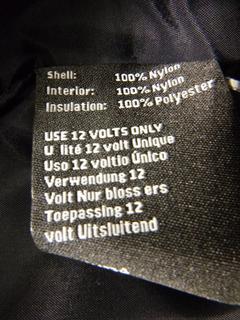 Shell: 100% Nylon
Interior: 100% Nylon
Insulation: 100% Polyester
USE 12 VOLTS ONLY
U lité 12 volt Unique
Uso 12 voltio Único
Verwendung 12
Volt Nur bloss ers
Toepassing 12
volt Uitsluitend